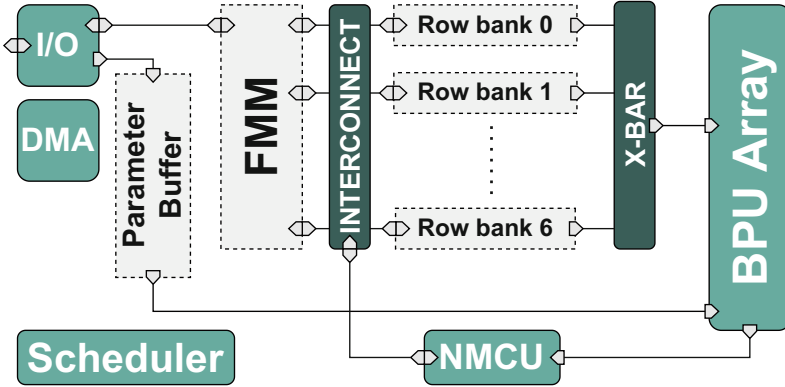 I/O
DMA
Parameter
Buffer
FMM
INTERCONNECT
Row bank 0
Row bank 1
Row bank 6
X-BAR
BPU Array
Scheduler
NMCU